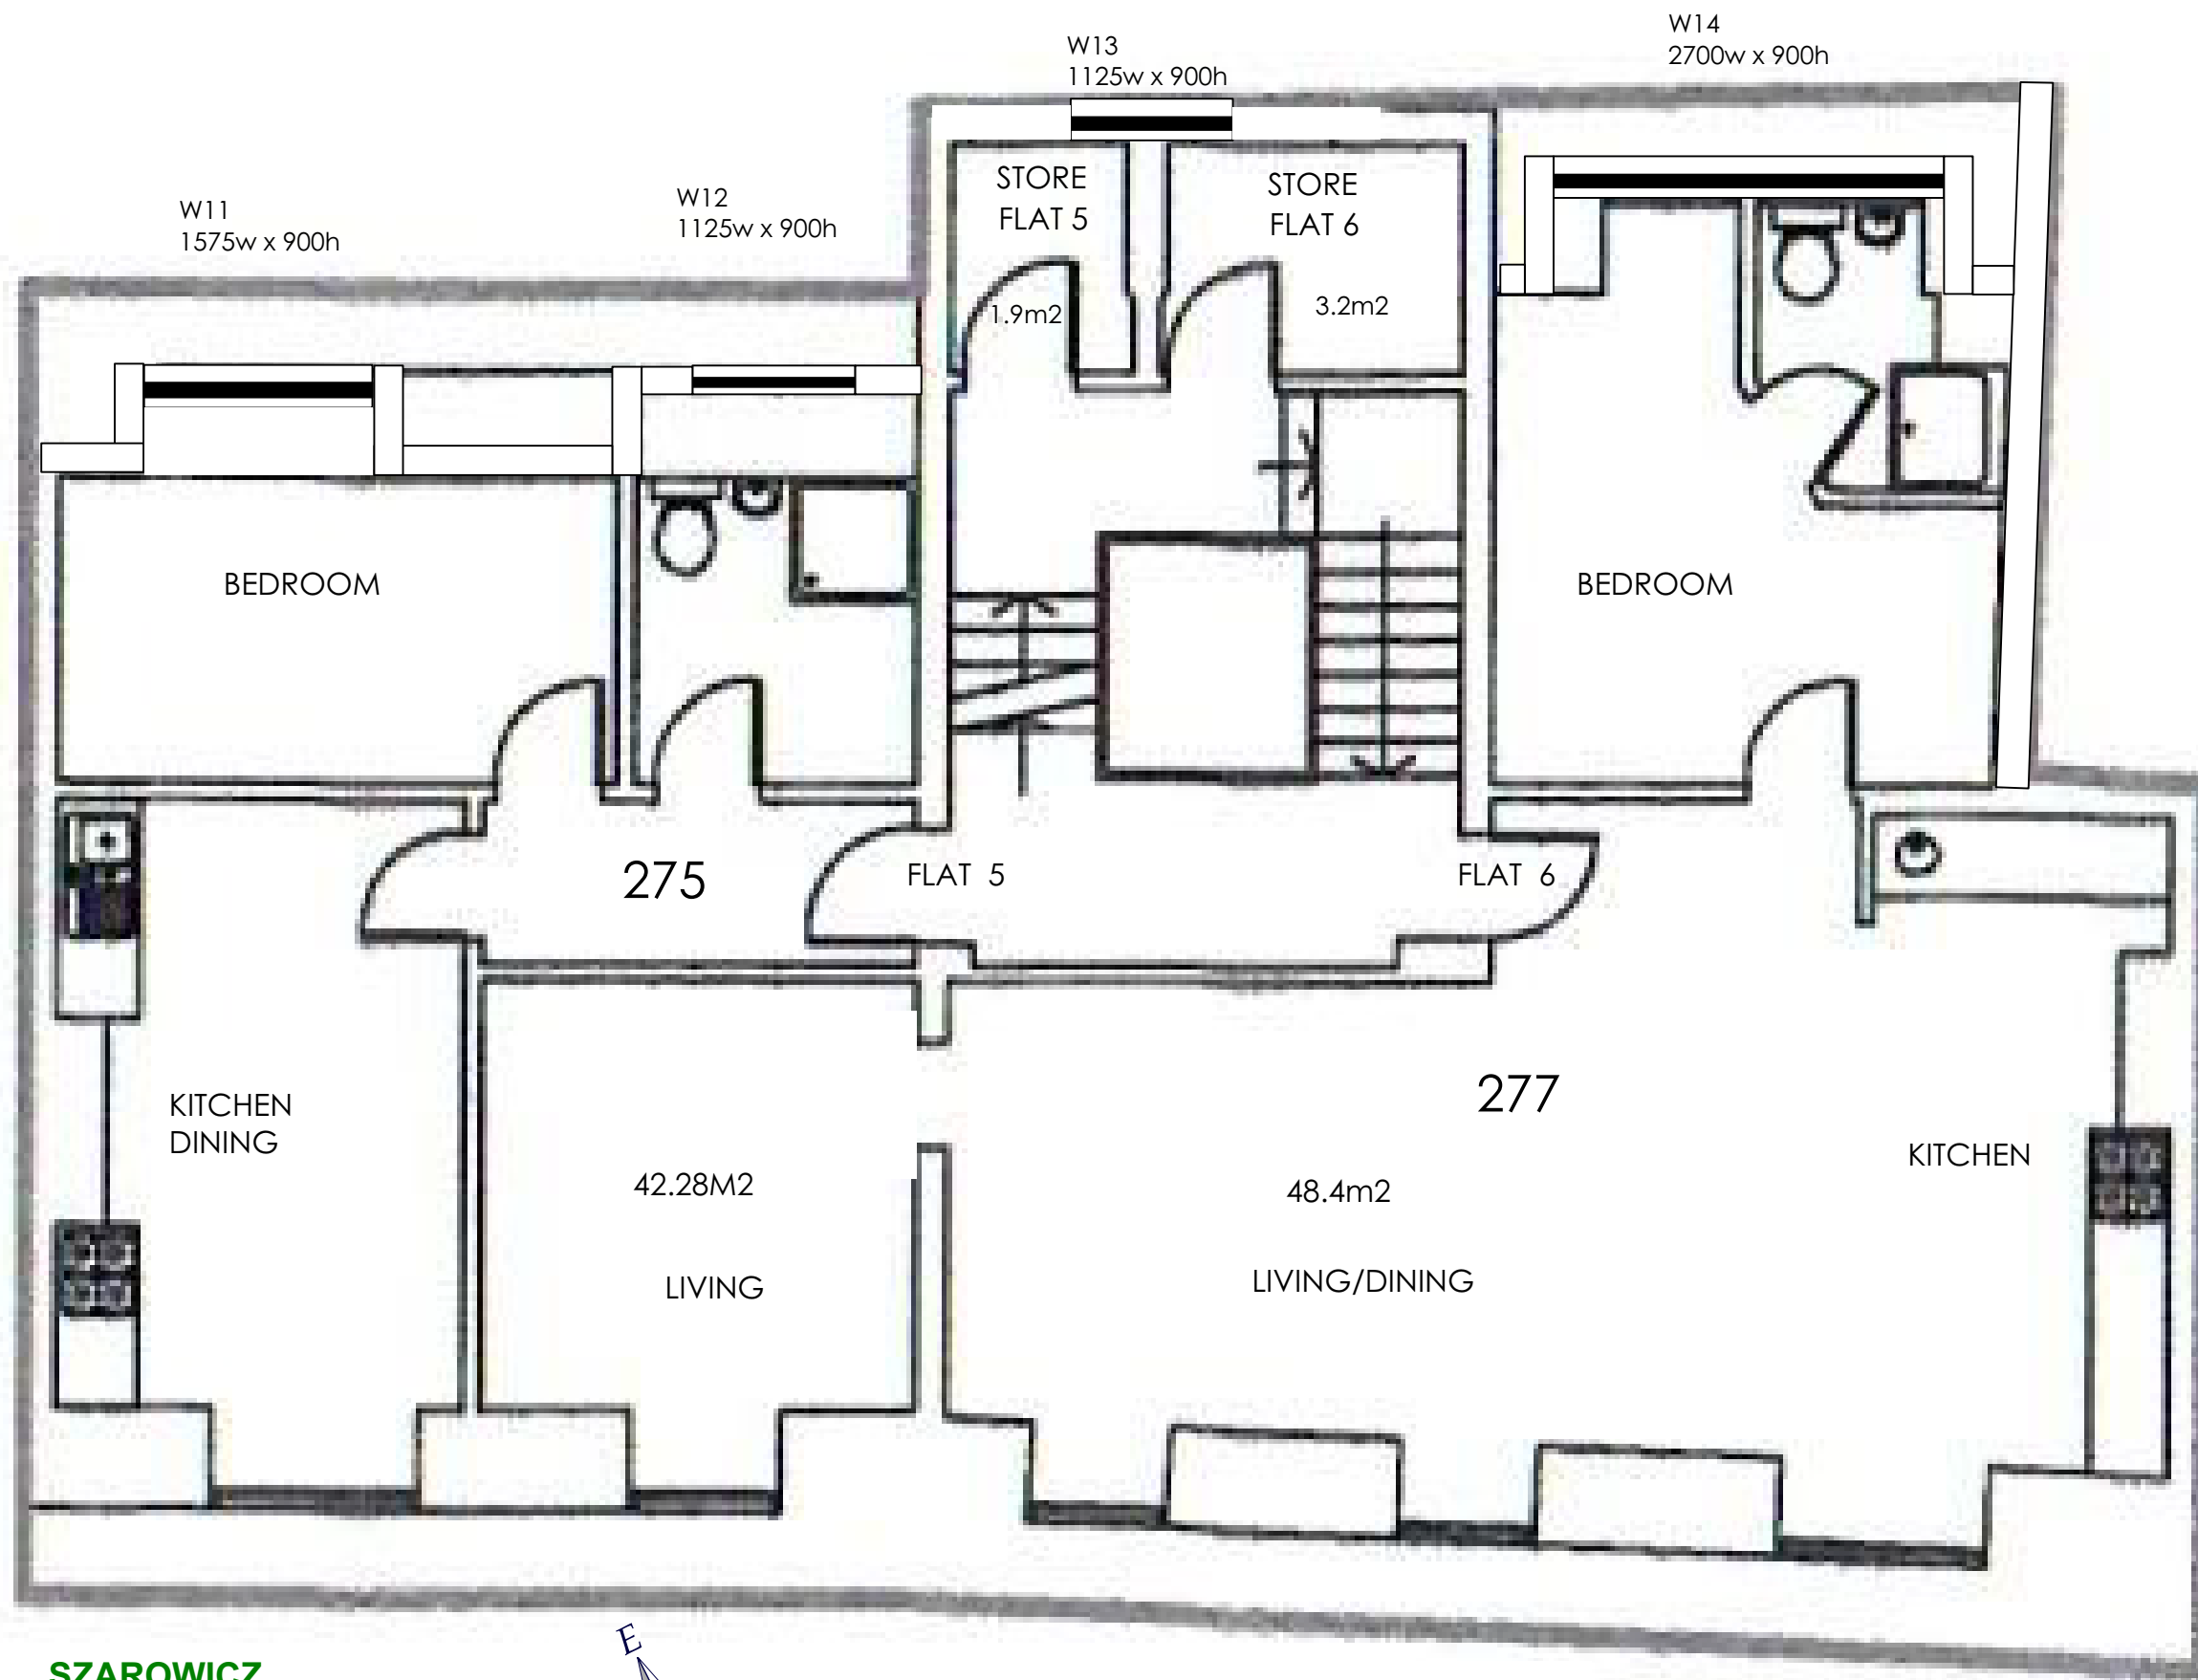 W14
2700w x 900h
W13
1125w x 900h
W11
1575w x 900h
W12
1125w x 900h
STORE
FLAT 5
1.9m2
STORE
FLAT 6
3.2m2
BEDROOM
BEDROOM
275
FLAT 5
FLAT 6
277
KITCHEN
DINING
KITCHEN
42.28M2
48.4m2
LIVING
LIVING/DINING
E
SZAROWICZ